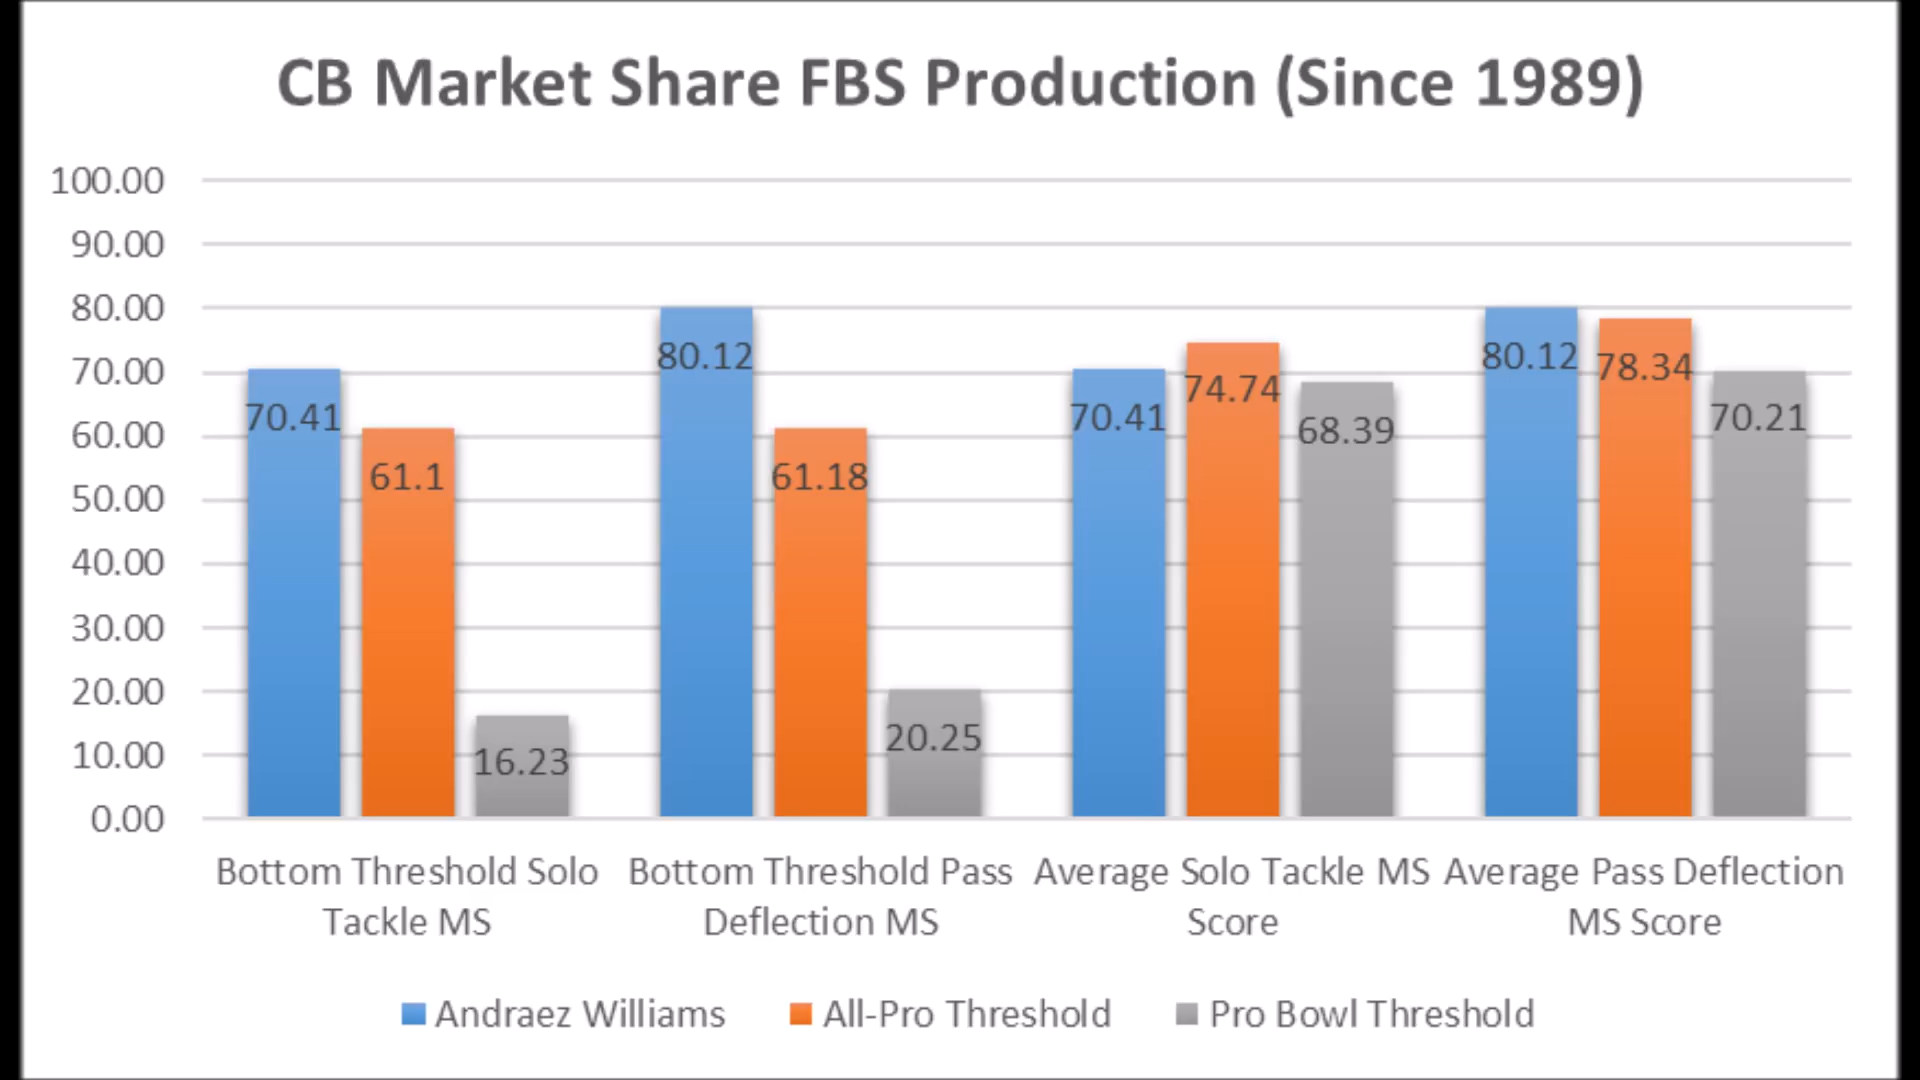 CB Market Share FBS Production (Since 1989)
100.00
90.00
80.00
70.00
60.00
50.00
40.00
30.00
20.00
10.00
0.00
70.41
61.1
16.23
80.12
61.18
20.25
70.41
74.74
68.39
80.12
78.34
70.21
Bottom Threshold Solo
Tackle MS
Bottom Threshold Pass
Deflection MS
Average Solo Tackle MS
Score
Average Pass Deflection
MS Score
Andraez Williams
All-Pro Threshold
Pro Bowl Threshold